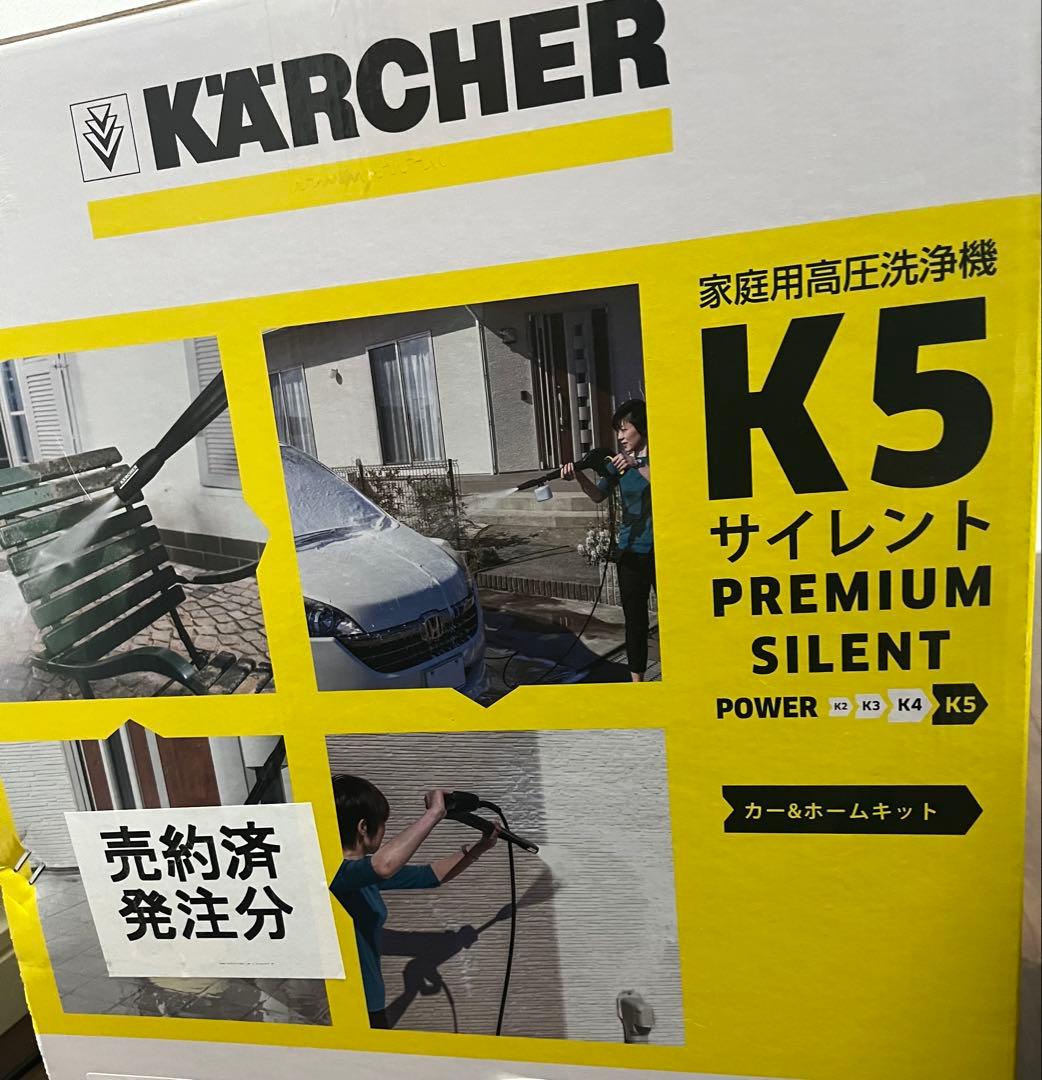 KÄRCHER
家庭用高圧洗浄機
K5
サイレント
PREMIUM
SILENT
POWER K2 K3 K4 K5
カー&ホームキット
売約済
発注分